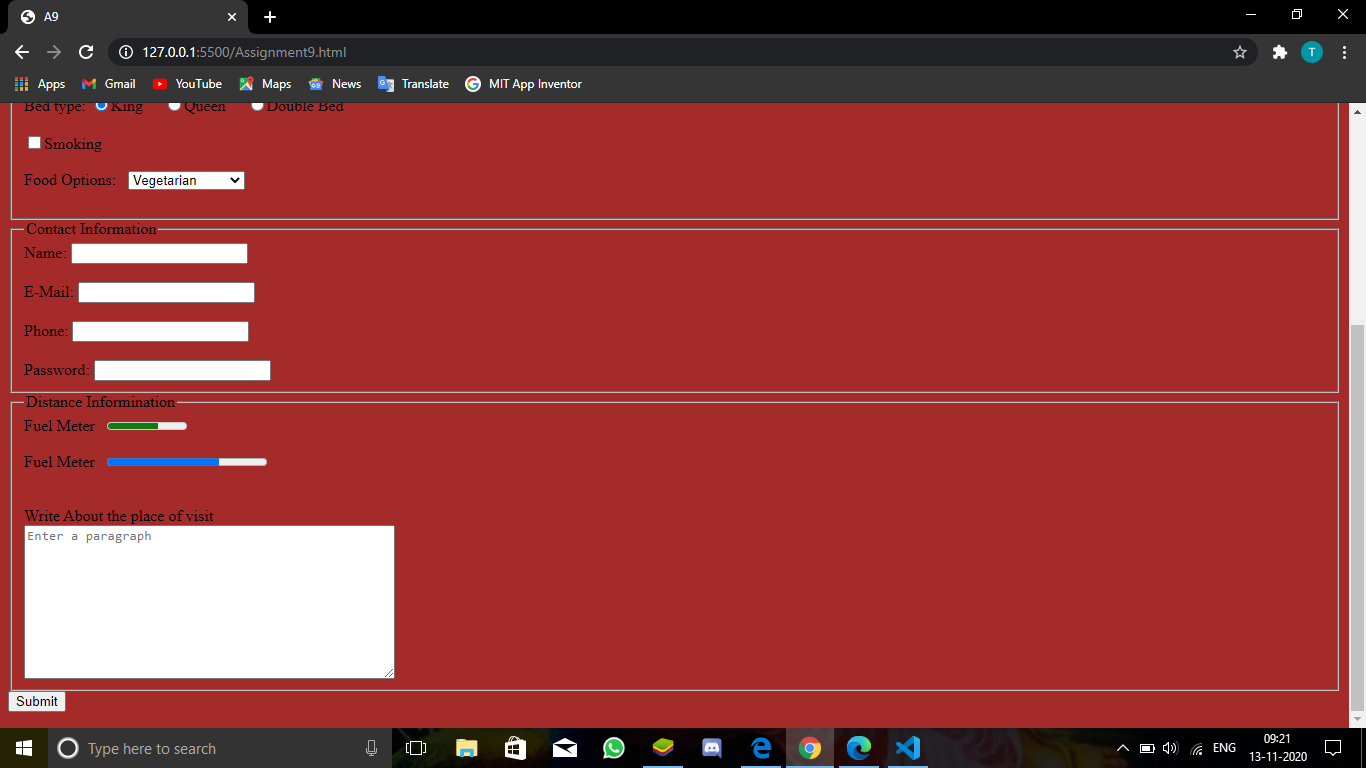 A9
127.0.0.1:5500/Assignment9.html
T
Apps Gmail YouTube Maps News Translate MIT App Inventor
Bed type: King Queen Double Bed
Smoking
Food Options: Vegetarian
Contact Information
Name:
E-Mail:
Phone:
Password:
Distance Informination
Fuel Meter
Fuel Meter
Write About the place of visit
Enter a paragraph
Submit
Type here to search
ENG
09:21
13-11-2020